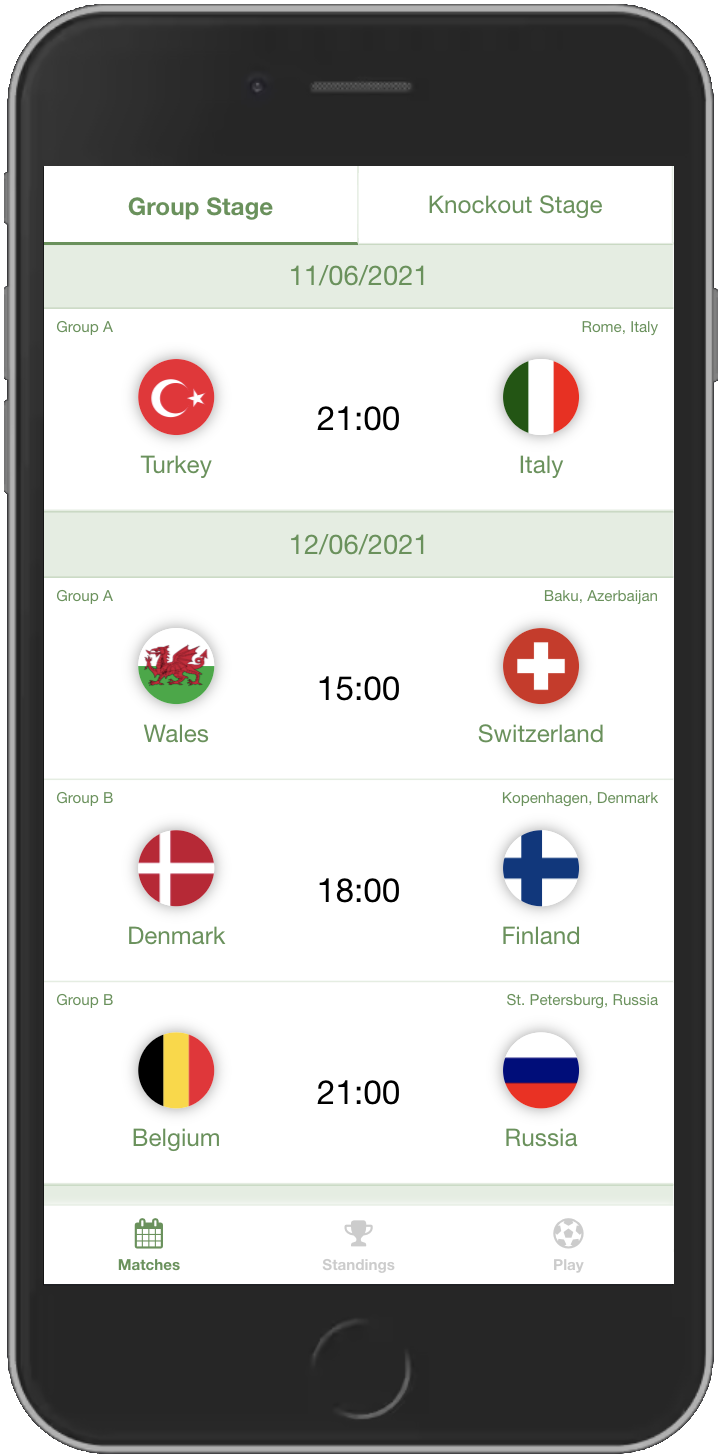 Group Stage
Knockout Stage
11/06/2021
Group A
Rome, Italy
21:00
Turkey
Italy
12/06/2021
Group A
Baku, Azerbaijan
15:00
Wales
Switzerland
Group B
Kopenhagen, Denmark
18:00
Denmark
Finland
Group B
St. Petersburg, Russia
21:00
Belgium
Russia
Matches
Standings
Play